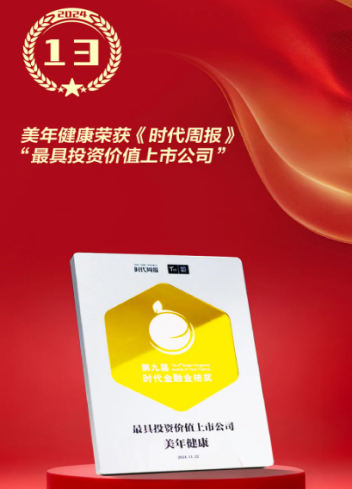 2024
13
美年健康荣获《时代周报》
“最具投资价值上市公司”
时代周报
第九届
时代金融金桔奖
最具投资价值上市公司
美年健康
2024.11.22